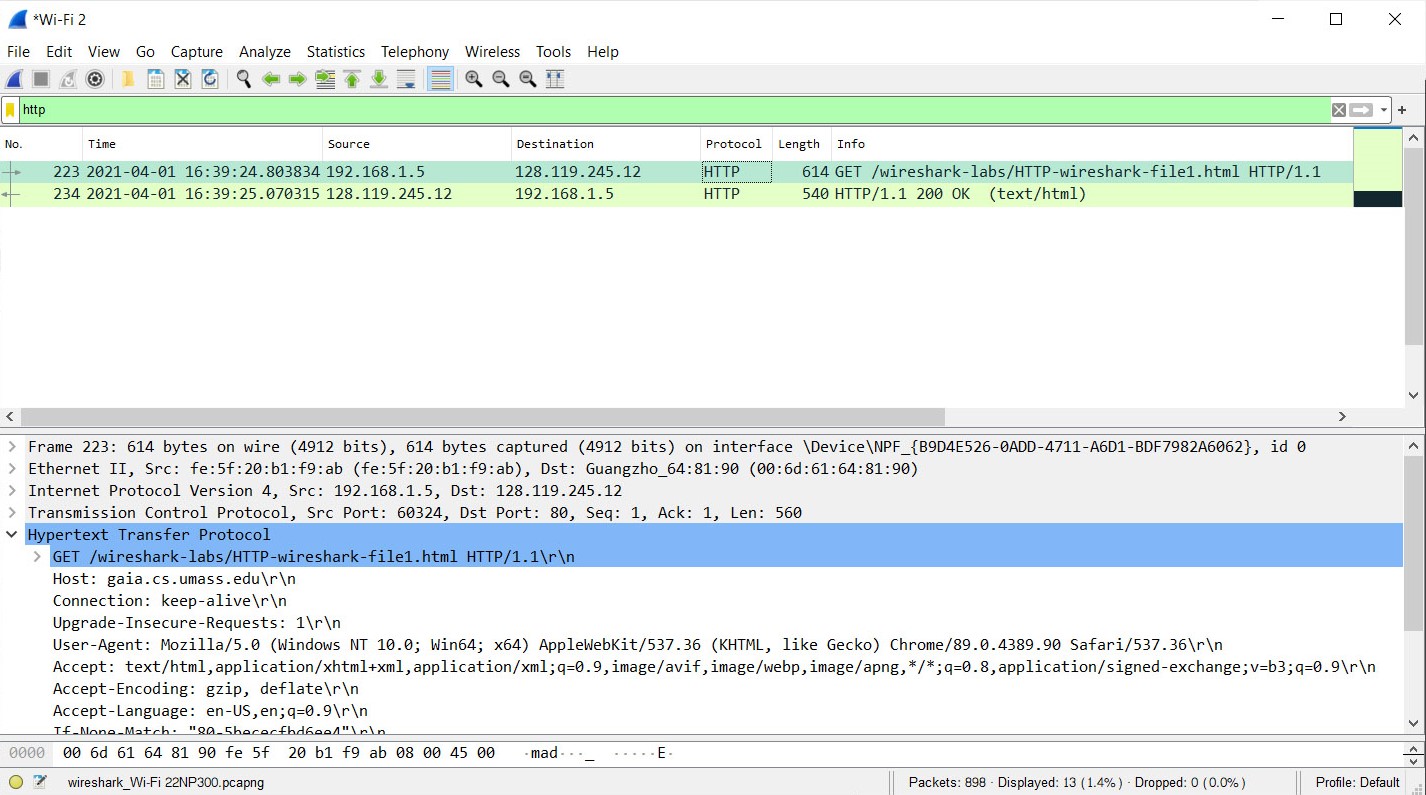 *Wi-Fi 2
File Edit View Go Capture Analyze Statistics Telephony Wireless Tools Help
http
No. Time Source Destination Protocol Length Info
223 2021-04-01 16:39:24.803834 192.168.1.5 128.119.245.12 HTTP 614 GET /wireshark-labs/HTTP-wireshark-file1.html HTTP/1.1
234 2021-04-01 16:39:25.070315 128.119.245.12 192.168.1.5 HTTP 540 HTTP/1.1 200 OK (text/html)
Frame 223: 614 bytes on wire (4912 bits), 614 bytes captured (4912 bits) on interface \Device\NPF_{B9D4E526-0ADD-4711-A6D1-BDF7982A6062}, id 0
Ethernet II, Src: fe:5f:20:b1:f9:ab (fe:5f:20:b1:f9:ab), Dst: Guangzho_64:81:90 (00:6d:61:64:81:90)
Internet Protocol Version 4, Src: 192.168.1.5, Dst: 128.119.245.12
Transmission Control Protocol, Src Port: 60324, Dst Port: 80, Seq: 1, Ack: 1, Len: 560
Hypertext Transfer Protocol
GET /wireshark-labs/HTTP-wireshark-file1.html HTTP/1.1\r\n
Host: gaia.cs.umass.edu\r\n
Connection: keep-alive\r\n
Upgrade-Insecure-Requests: 1\r\n
User-Agent: Mozilla/5.0 (Windows NT 10.0; Win64; x64) AppleWebKit/537.36 (KHTML, like Gecko) Chrome/89.0.4389.90 Safari/537.36\r\n
Accept: text/html,application/xhtml+xml,application/xml;q=0.9,image/avif,image/webp,image/apng,*/*;q=0.8,application/signed-exchange;v=b3;q=0.9\r\n
Accept-Encoding: gzip, deflate\r\n
Accept-Language: en-US,en;q=0.9\r\n
If-None-Match:
0000 00 6d 61 64 81 90 fe 5f 20 b1 f9 ab 08 00 45 00 ·mad···_ ·····E·
wireshark_Wi-Fi 22NP300.pcapng Packets: 898 · Displayed: 13 (1.4%) · Dropped: 0 (0.0%) Profile: Default